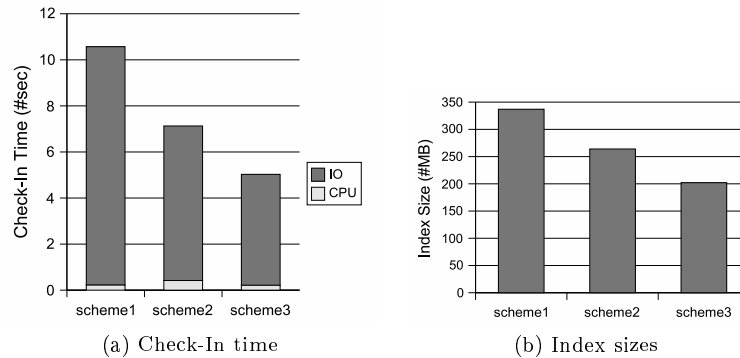 Check-In Time (#sec)
12
10
8
6
4
2
0
scheme1 scheme2 scheme3
IO
CPU
(a) Check-In time
Index Size (#MB)
350
300
250
200
150
100
50
0
scheme1 scheme2 scheme3
(b) Index sizes